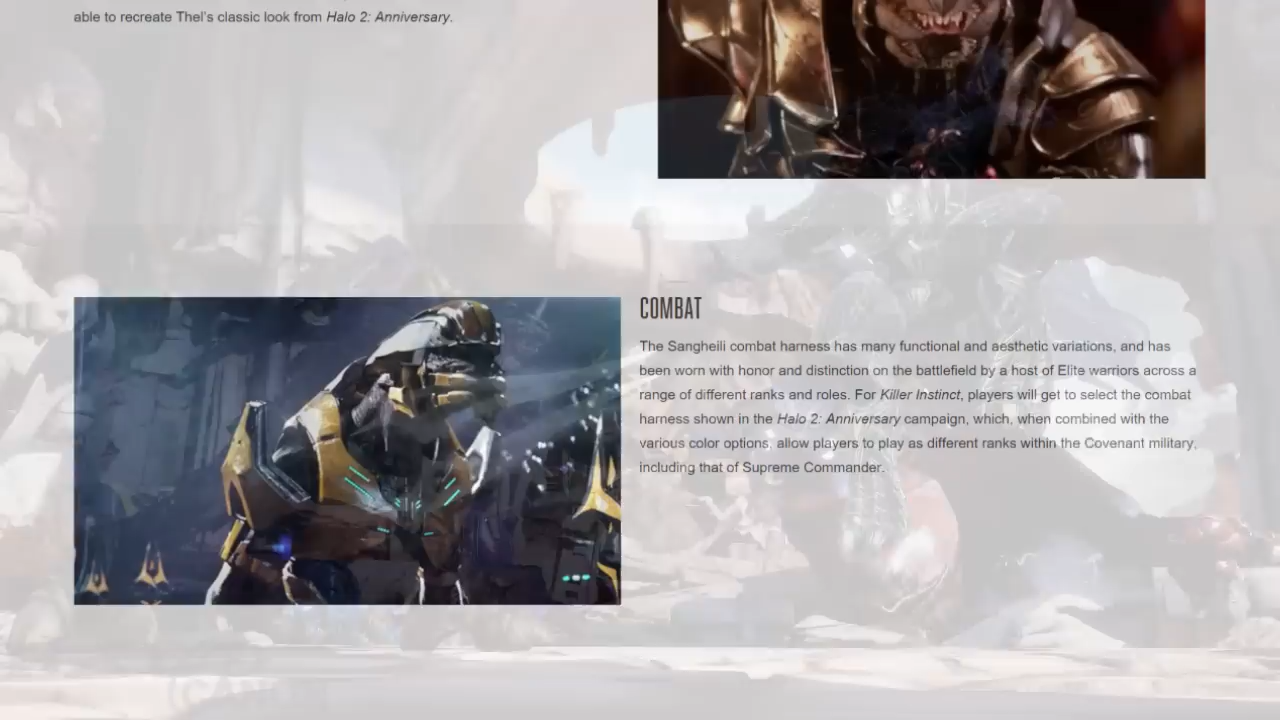 able to recreate Thel's classic look from Halo 2: Anniversary.
COMBAT
The Sangheili combat harness has many functional and aesthetic variations, and has
been worn with honor and distinction on the battlefield by a host of Elite warriors across a
range of different ranks and roles. For Killer Instinct, players will get to select the combat
harness shown in the Halo 2: Anniversary campaign, which, when combined with the
various color options, allow players to play as different ranks within the Covenant military,
including that of Supreme Commander.